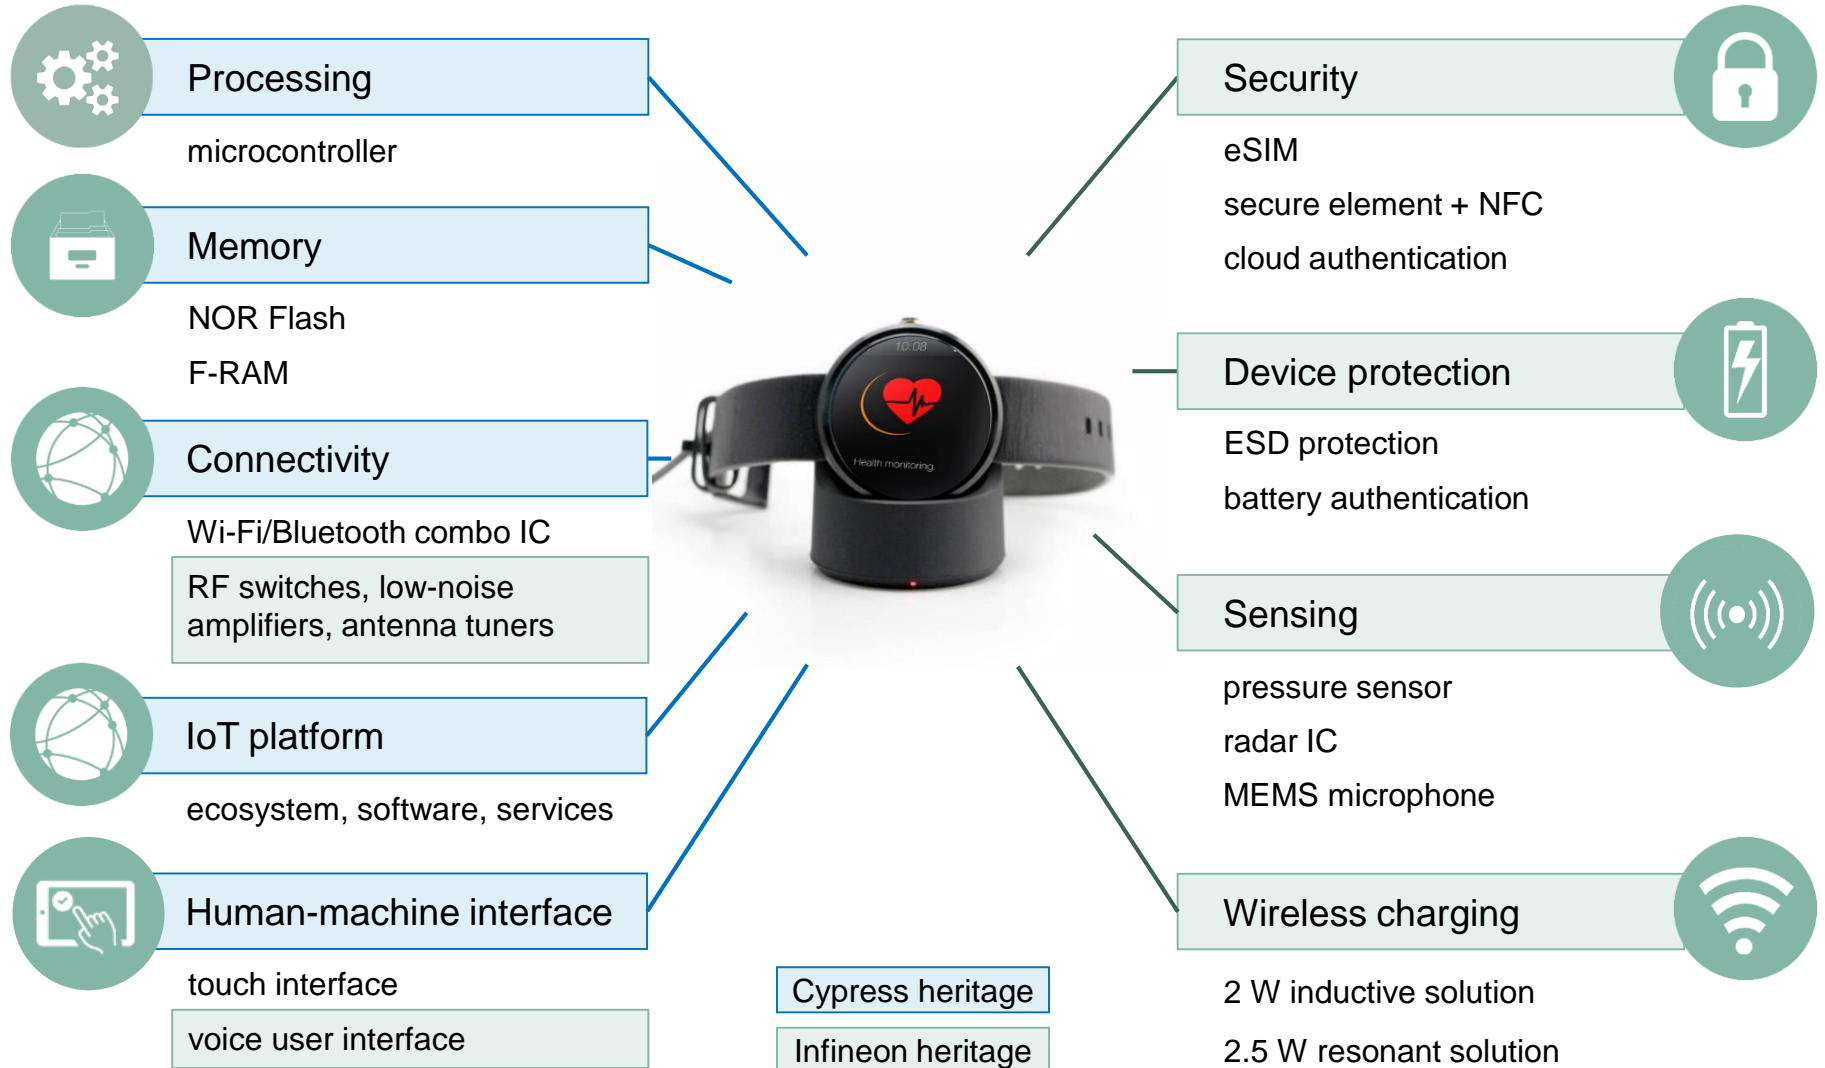 Processing
microcontroller
Memory
NOR Flash
F-RAM
Connectivity
Wi-Fi/Bluetooth combo IC
RF switches, low-noise
amplifiers, antenna tuners
IoT platform
ecosystem, software, services
Human-machine interface
touch interface
voice user interface
10:08
Health monitoring.
Cypress heritage
Infineon heritage
Security
eSIM
secure element + NFC
cloud authentication
Device protection
ESD protection
battery authentication
Sensing
pressure sensor
radar IC
MEMS microphone
Wireless charging
2 W inductive solution
2.5 W resonant solution